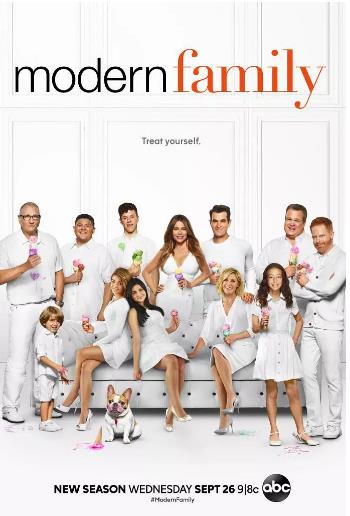 modern family
Treat yourself.
NEW SEASON WEDNESDAY SEPT 26 9|8c abc
#ModernFamily